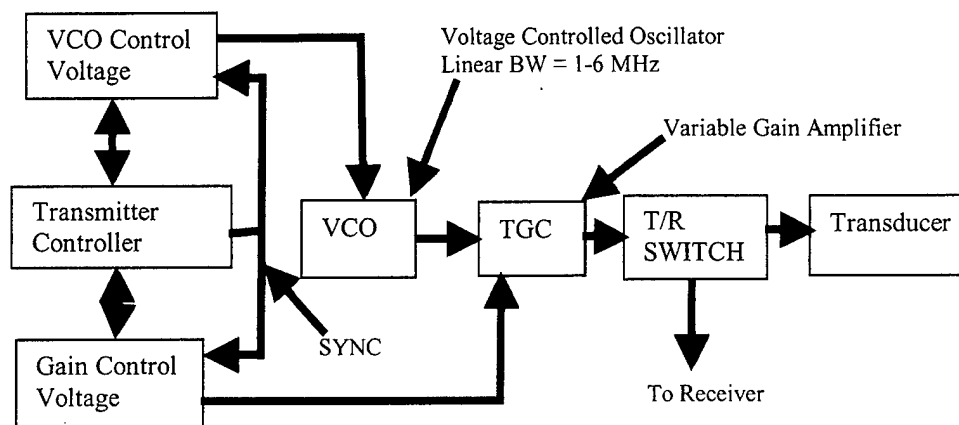 VCO Control
Voltage
Voltage Controlled Oscillator
Linear BW = 1-6 MHz
Variable Gain Amplifier
Transmitter
Controller
VCO
TGC
T/R
SWITCH
Transducer
SYNC
Gain Control
Voltage
To Receiver